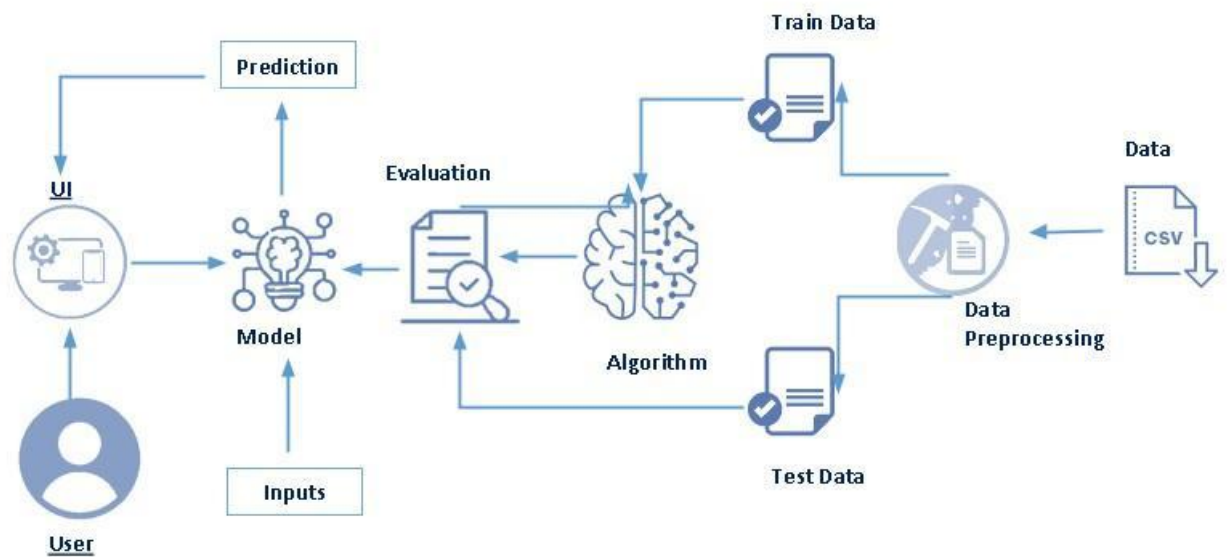 Train Data
Prediction
Data
Evaluation
UI
CSV
Data
Preprocessing
Model
Algorithm
Test Data
Inputs
User